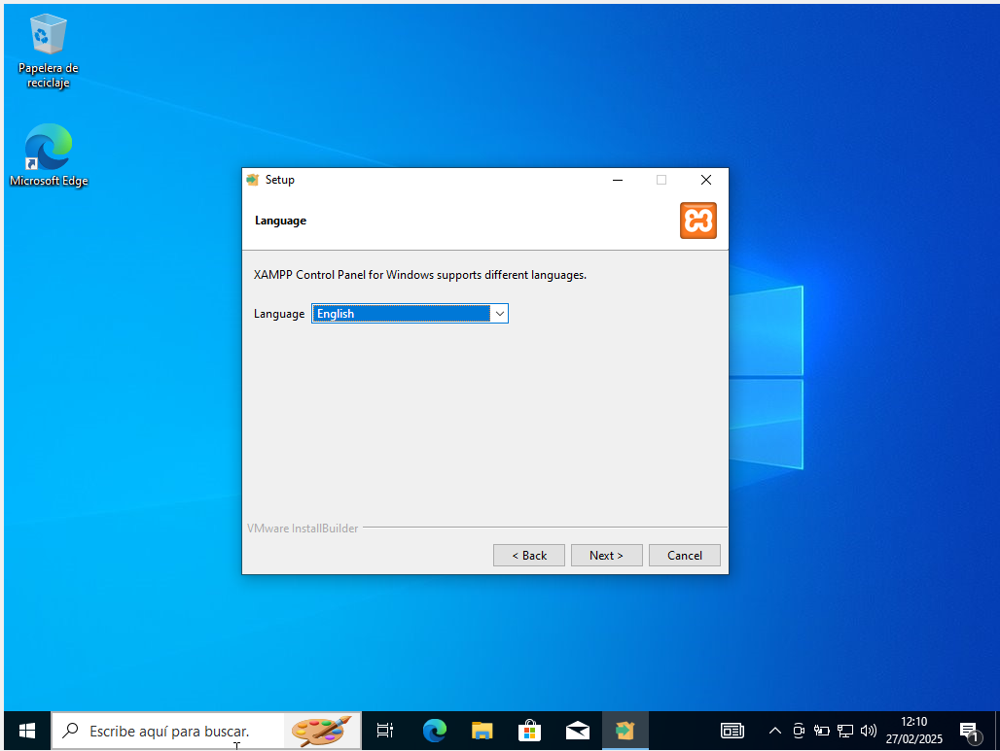 Papelera de
reciclaje
Microsoft Edge
Setup
Language
XAMPP Control Panel for Windows supports different languages.
Language English
VMware InstallBuilder
< Back Next > Cancel
Escribe aquí para buscar.
12:10
27/02/2025
1